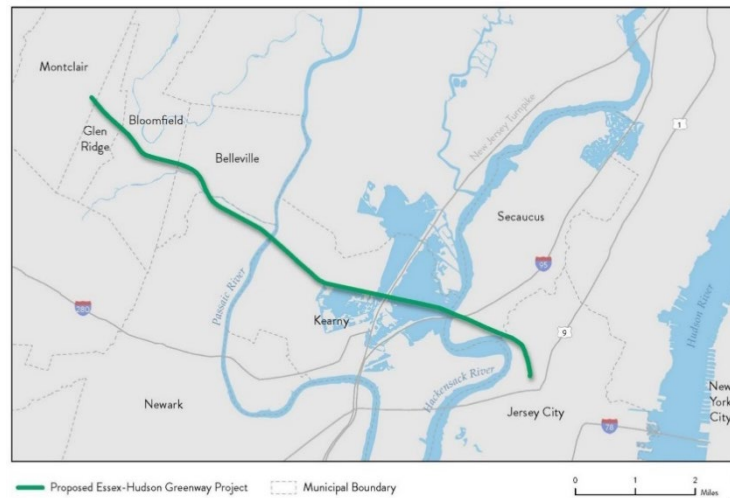 Montclair
Bloomfield
Glen
Ridge
Belleville
New Jersey Turnpike
1
Secaucus
95
280
Passaic River
Kearny
9
Hudson River
Hackensack River
Newark
Jersey City
78
New
York
City
Proposed Essex-Hudson Greenway Project
Municipal Boundary
0 1 2
Miles